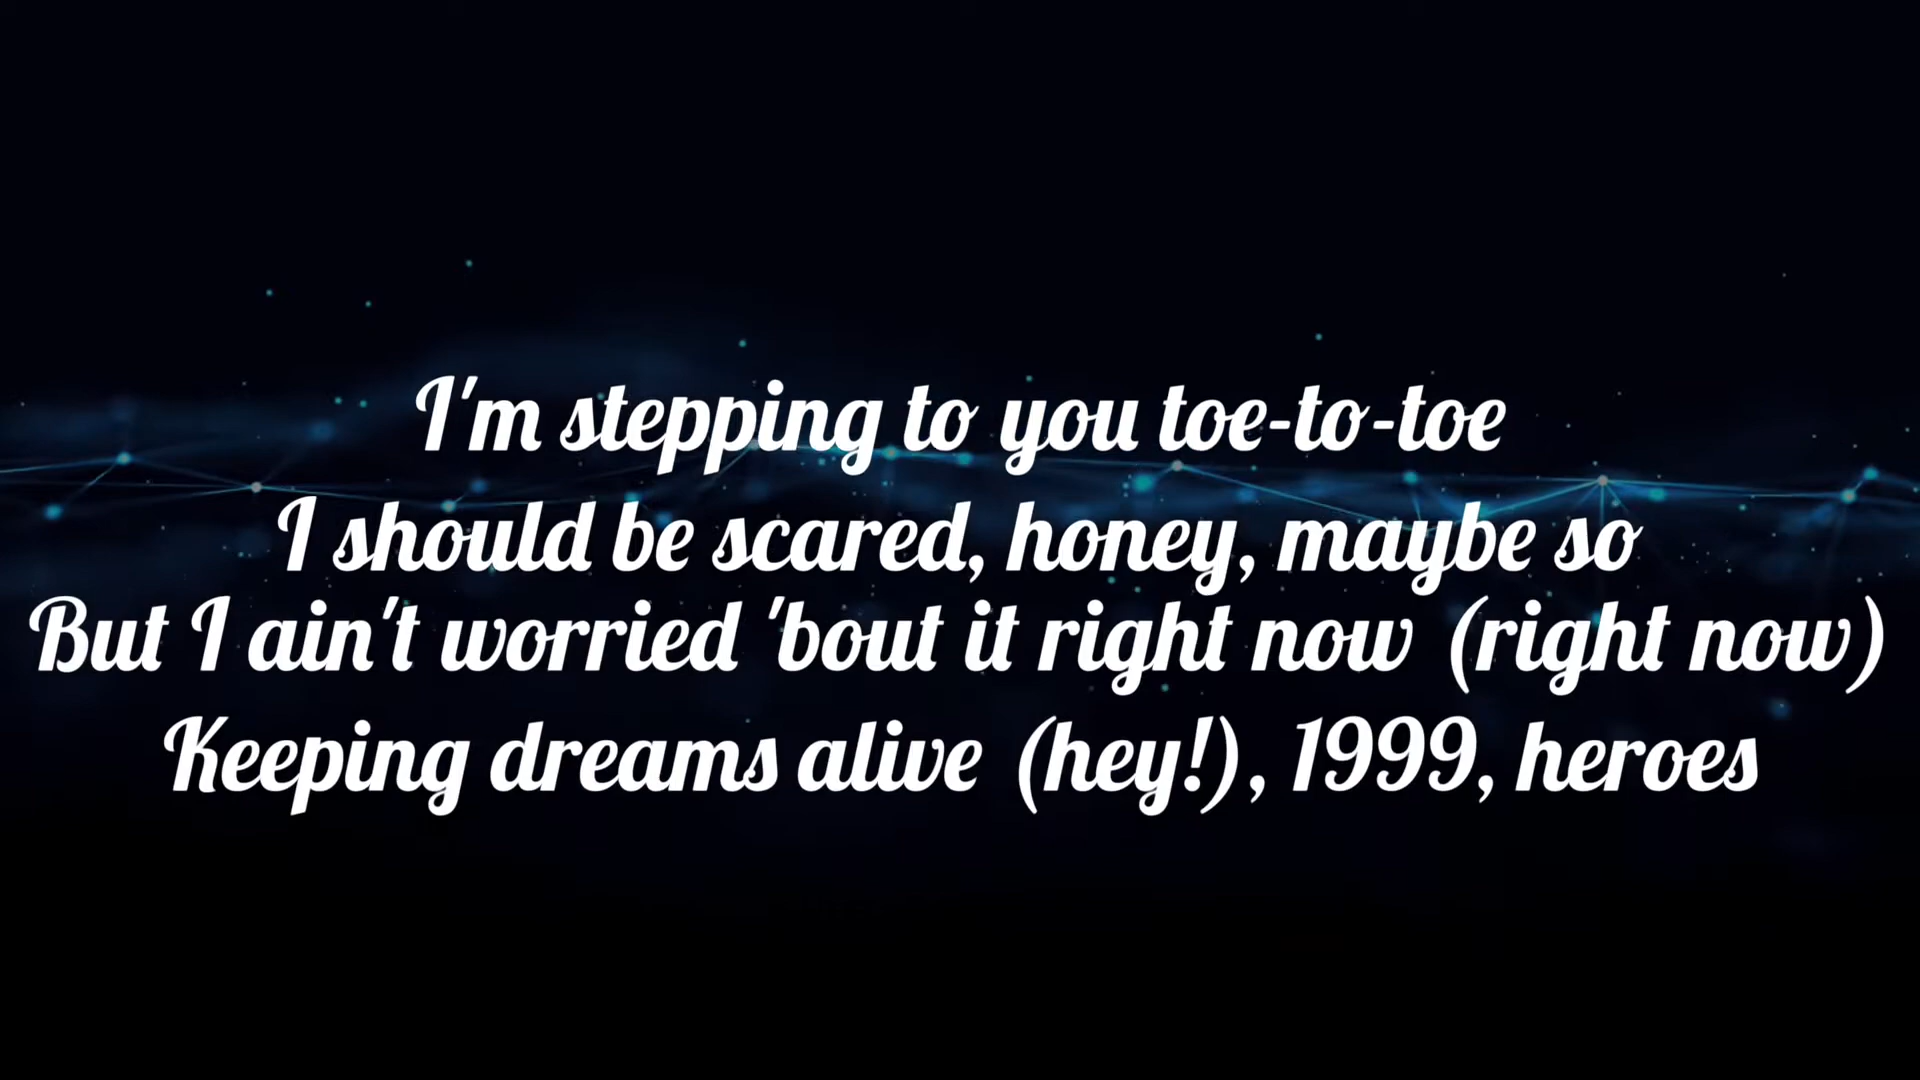 I'm stepping to you toe-to-toe
I should be scared, honey, maybe so
But I ain't worried 'bout it right now (right now)
Keeping dreams alive (hey!), 1999, heroes